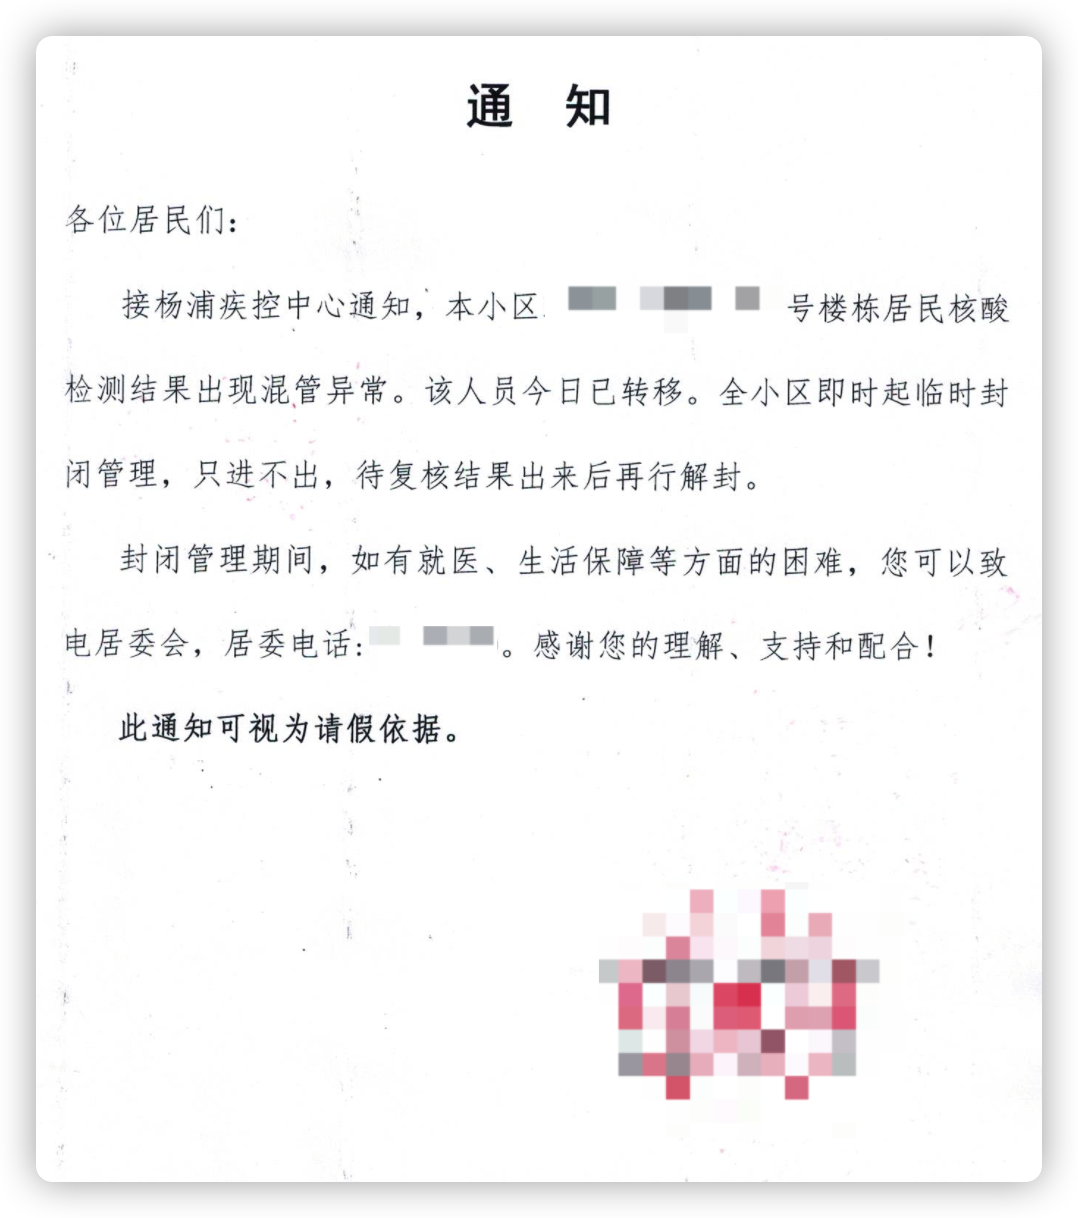 通 知
各位居民们：
接杨浦疾控中心通知，本小区 号楼栋居民核酸
检测结果出现混管异常。该人员今日已转移。全小区即时起临时封
闭管理，只进不出，待复核结果出来后再行解封。
封闭管理期间，如有就医、生活保障等方面的困难，您可以致
电居委会，居委电话: 。感谢您的理解、支持和配合！
此通知可视为请假依据。